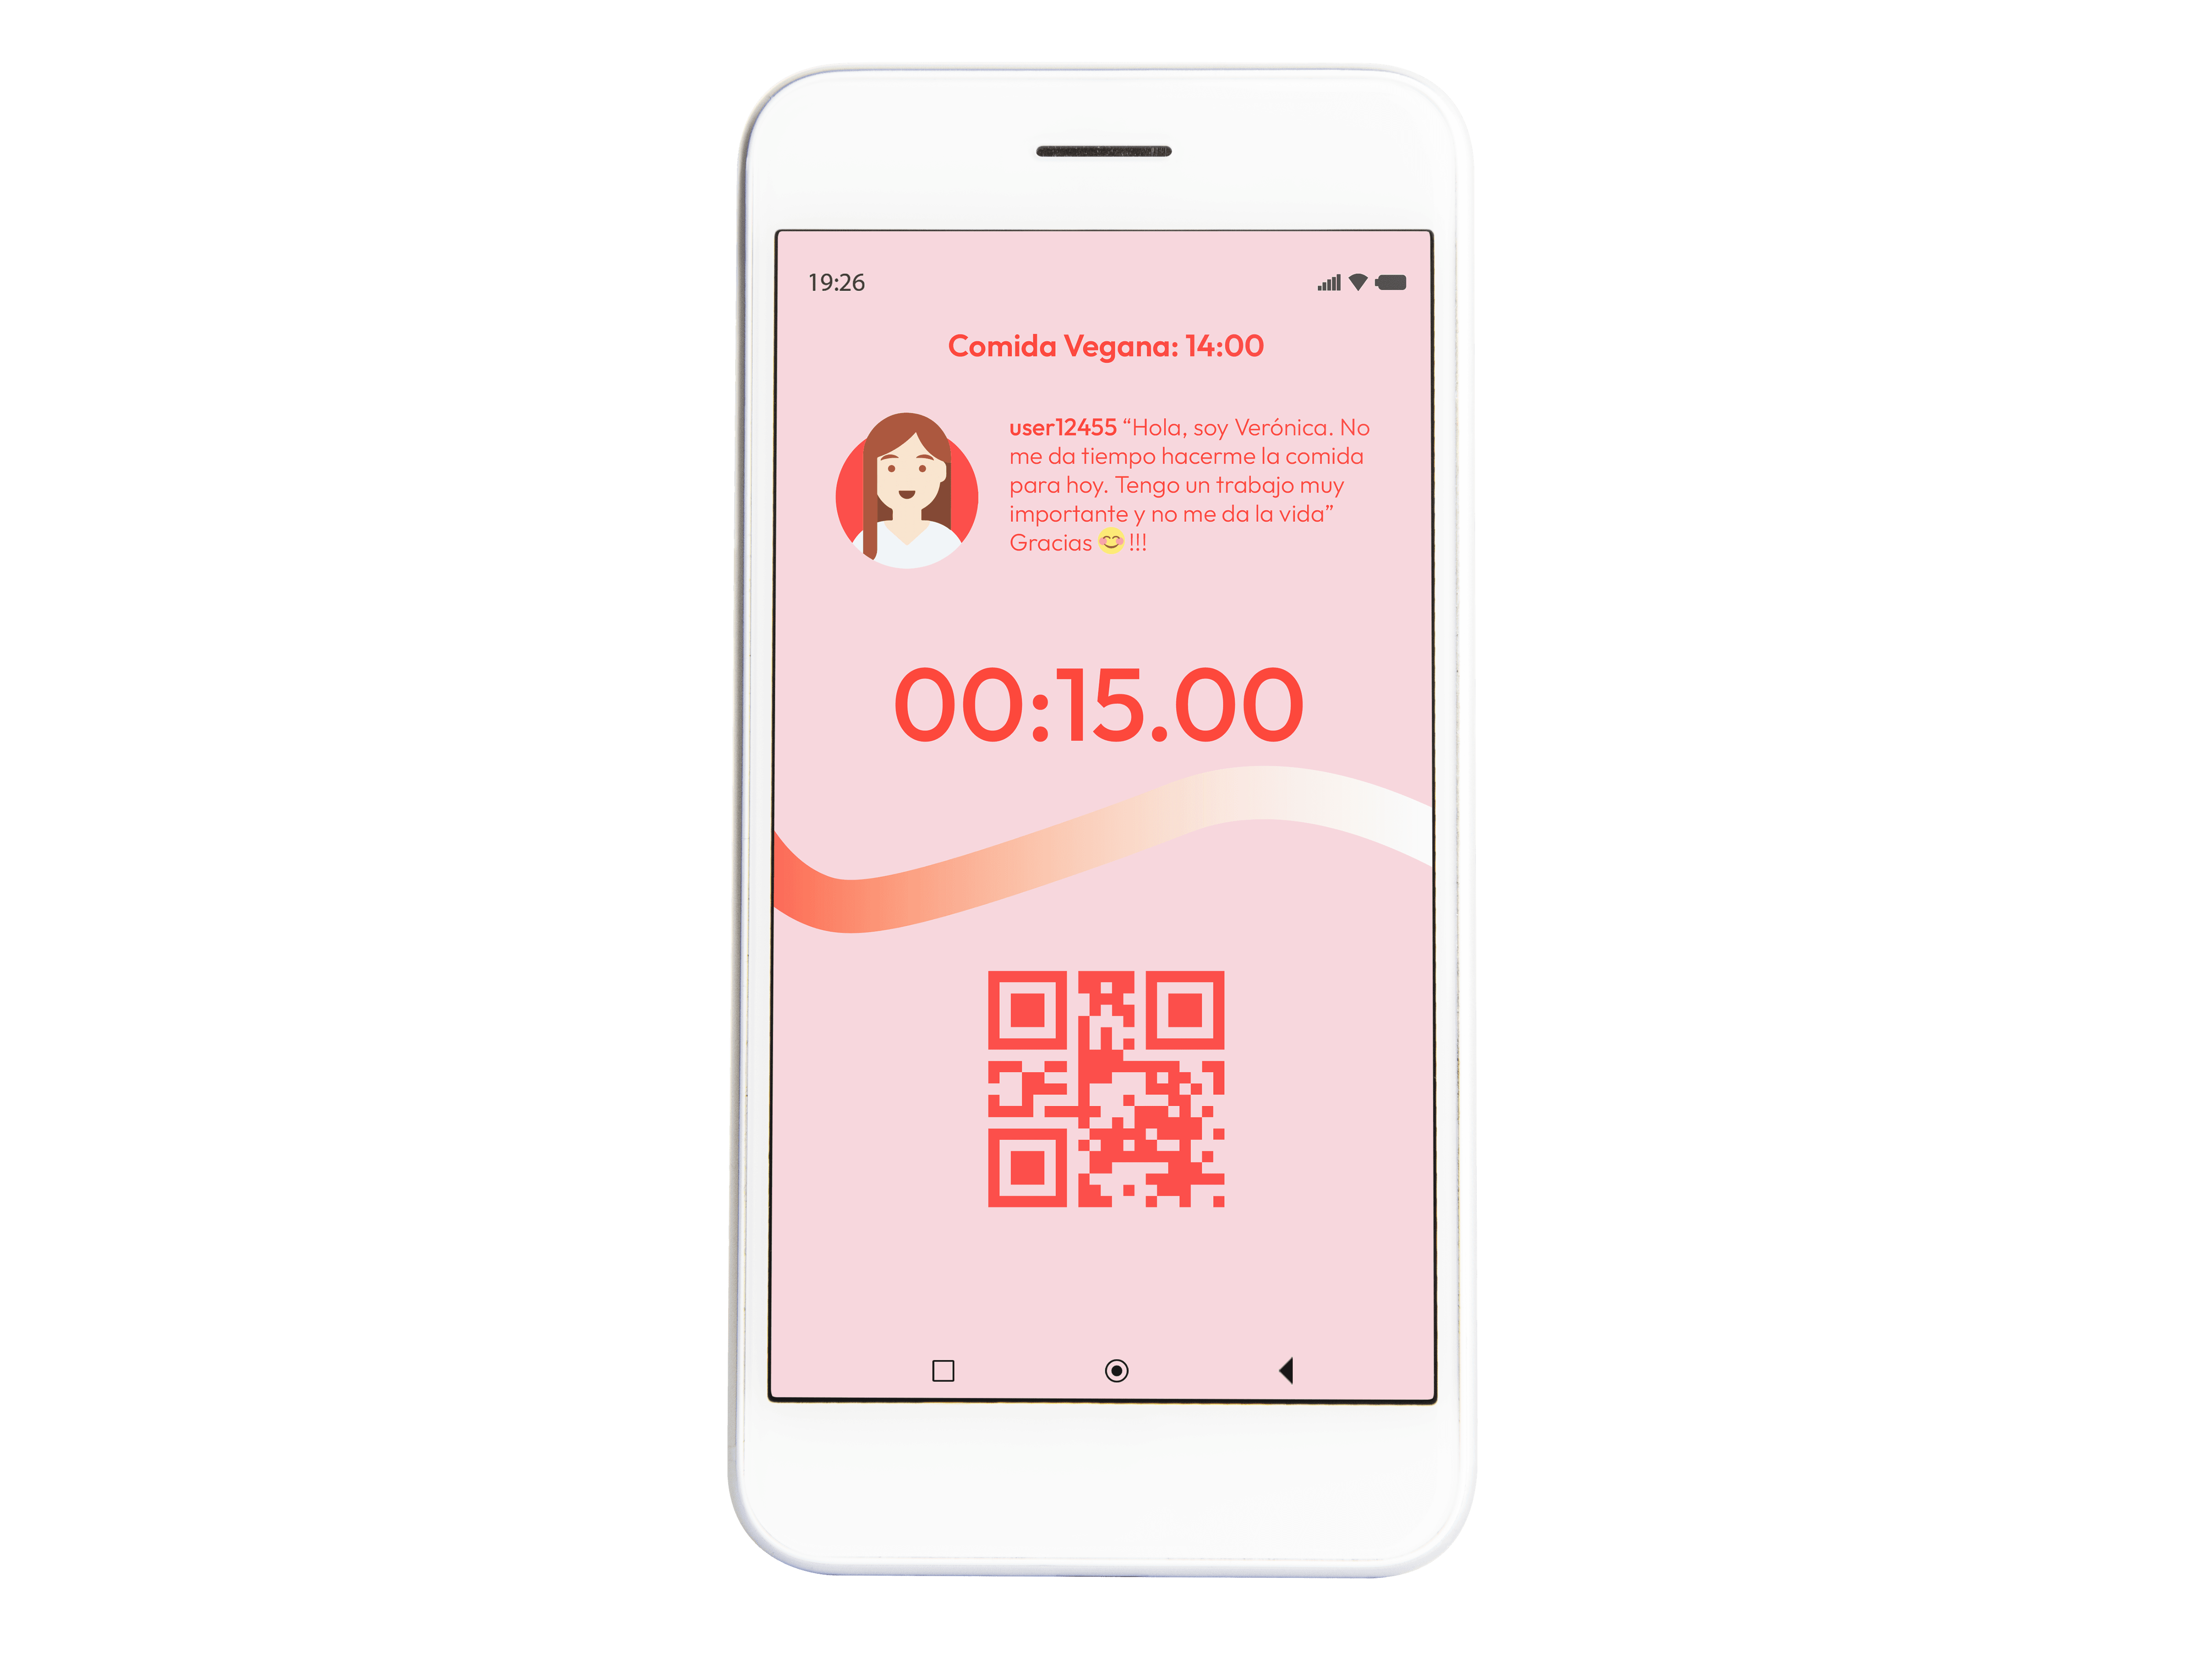 19:26
Comida Vegana: 14:00
user12455 “Hola, soy Verónica. No
me da tiempo hacerme la comida
para hoy. Tengo un trabajo muy
importante y no me da la vida”
Gracias 😊 !!!
00:15.00